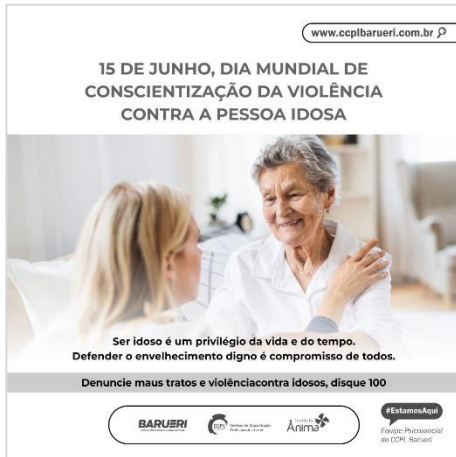 www.ccplbarueri.com.br
15 DE JUNHO, DIA MUNDIAL DE
CONSCIENTIZAÇÃO DA VIOLÊNCIA
CONTRA A PESSOA IDOSA
Ser idoso é um privilégio da vida e do tempo.
Defender o envelhecimento digno é compromisso de todos.
Denuncie maus tratos e violênciacontra idosos, disque 100
BARUERI
CCPL
Ânima
#EstamosAqui
Equipe Psicossocial
do CCPL Barueri